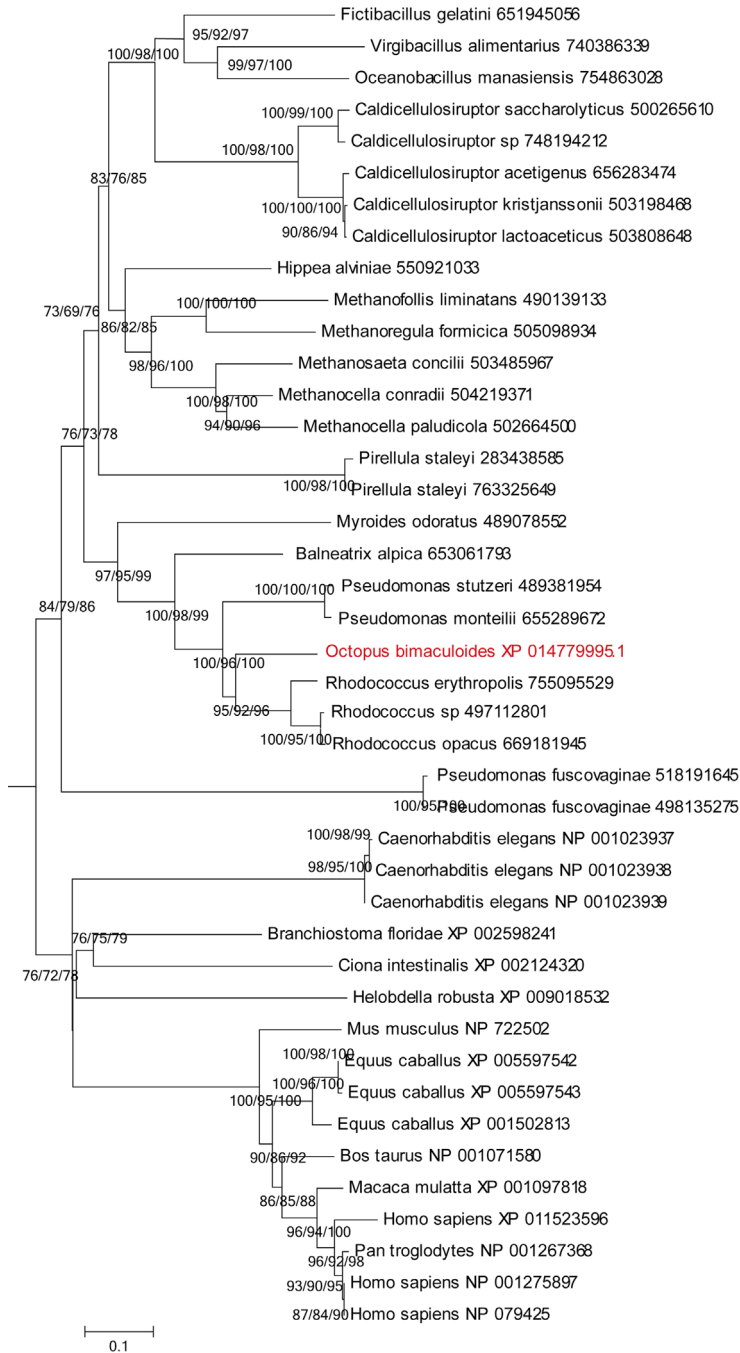 Fictibacillus gelatini 651945056
95/92/97
Virgibacillus alimentarius 740386339
100/98/100
99/97/100
Oceanobacillus manasiensis 754863028
Caldicellulosiruptor saccharolyticus 500265610
100/99/100
Caldicellulosiruptor sp 748194212
100/98/100
Caldicellulosiruptor acetigenus 656283474
83/76/85
Caldicellulosiruptor kristjanssonii 503198468
100/100/100
90/86/94
Caldicellulosiruptor lactoaceticus 503808648
Hippea alviniae 550921033
Methanofollis liminatans 490139133
100/100/100
73/69/76
86/82/85
Methanoregula formicica 505098934
Methanosaeta concilii 503485967
98/96/100
Methanocella conradii 504219371
100/98/100
94/90/96
Methanocella paludicola 502664500
76/73/78
Pirellula staleyi 283438585
100/98/100
Pirellula staleyi 763325649
Myroides odoratus 489078552
Balneatrix alpica 653061793
97/95/99
Pseudomonas stutzeri 489381954
100/100/100
84/79/86
100/98/99
Pseudomonas monteilii 655289672
Octopus bimaculoides XP 014779995.1
100/96/100
Rhodococcus erythropolis 755095529
95/92/96
Rhodococcus sp 497112801
100/95/100
Rhodococcus opacus 669181945
Pseudomonas fuscovaginae 518191645
100/95/100
Pseudomonas fuscovaginae 498135275
100/98/99
Caenorhabditis elegans NP 001023937
98/95/100
Caenorhabditis elegans NP 001023938
Caenorhabditis elegans NP 001023939
Branchiostoma floridae XP 002598241
76/75/79
Ciona intestinalis XP 002124320
76/72/78
Helobdella robusta XP 009018532
Mus musculus NP 722502
100/98/100
Equus caballus XP 005597542
100/96/100
Equus caballus XP 005597543
100/95/100
Equus caballus XP 001502813
Bos taurus NP 001071580
90/86/92
Macaca mulatta XP 001097818
86/85/88
Homo sapiens XP 011523596
96/94/100
Pan troglodytes NP 001267368
96/92/98
Homo sapiens NP 001275897
93/90/95
87/84/90
Homo sapiens NP 079425
0.1